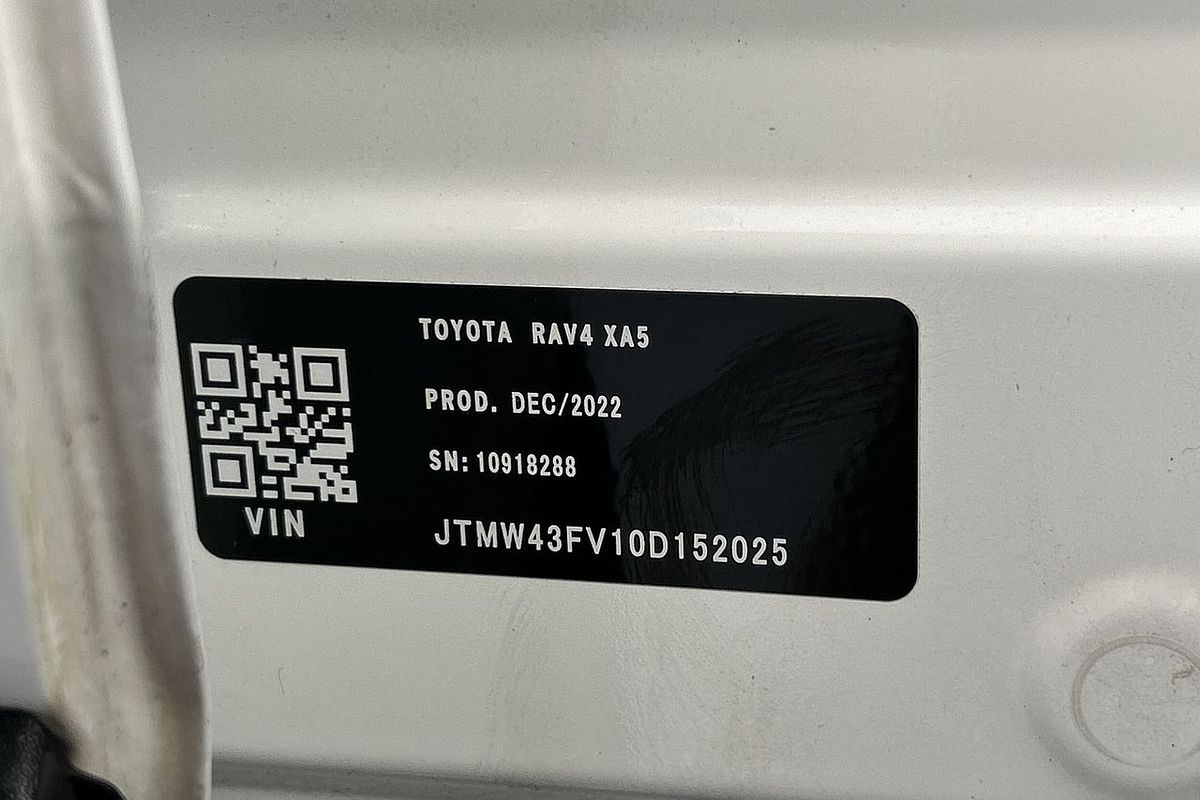 TOYOTA RAV4 XA5
PROD. DEC/2022
SN: 10918288
VIN
JTMW43FV10D152025